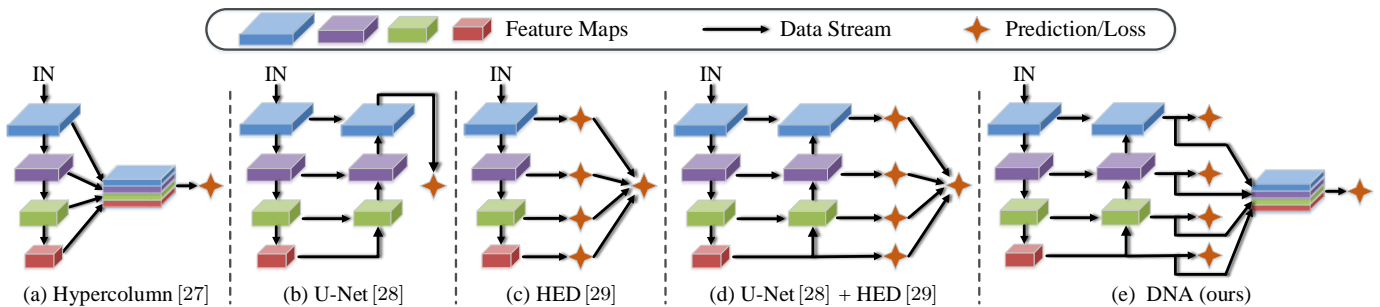 Feature Maps Data Stream Prediction/Loss
IN IN IN IN IN
(a) Hypercolumn [27] (b) U-Net [28] (c) HED [29] (d) U-Net [28] + HED [29] (e) DNA (ours)